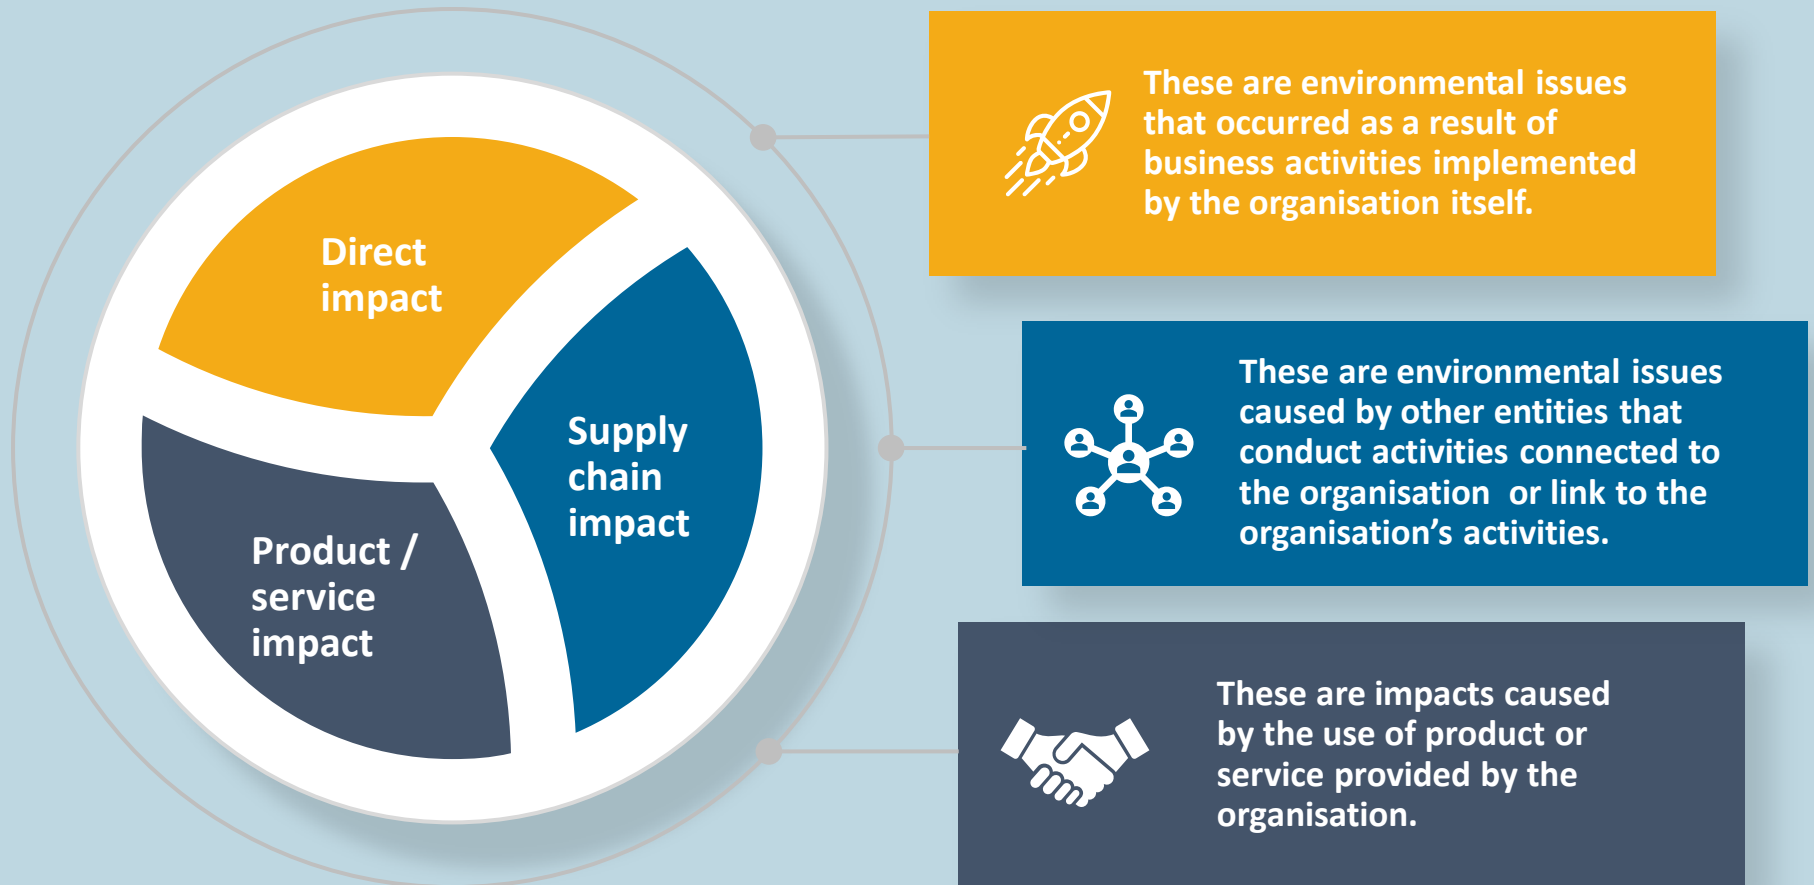 Direct
impact
Supply
chain
impact
Product /
service
impact
These are environmental issues
that occurred as a result of
business activities implemented
by the organisation itself.
These are environmental issues
caused by other entities that
conduct activities connected to
the organisation  or link to the
organisation’s activities.
These are impacts caused
by the use of product or
service provided by the
organisation.